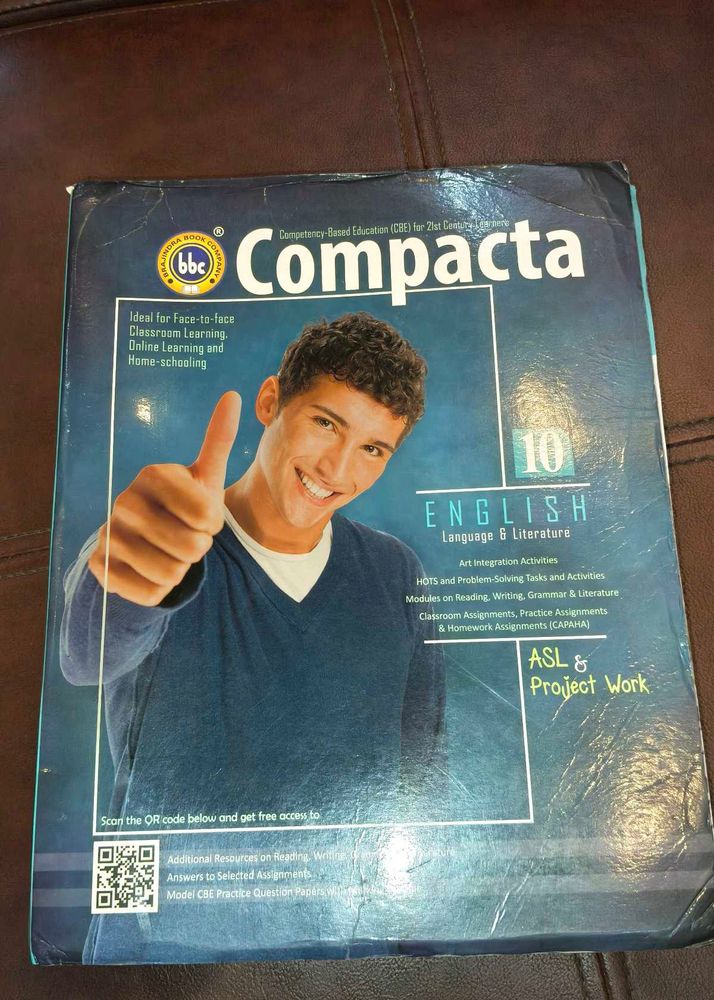 Competency-Based Education (CBE) for 21st Century Learners
BRAJINDRA BOOK COMPANY
bbc
®
Compacta
Ideal for Face-to-face
Classroom Learning,
Online Learning and
Home-schooling
10
ENGLISH
Language & Literature
Art Integration Activities
HOTS and Problem-Solving Tasks and Activities
Modules on Reading, Writing, Grammar & Literature
Classroom Assignments, Practice Assignments
& Homework Assignments (CAPAHA)
ASL &
Project Work
Scan the QR code below and get free access to
Additional Resources on Reading, Writing,
Answers to Selected Assignments
Model CBE Practice Question Papers with